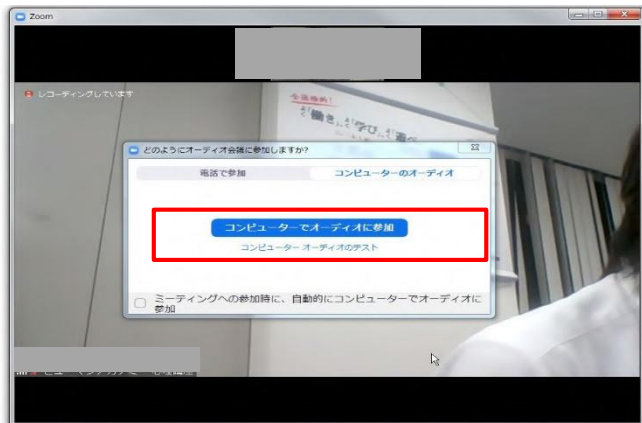 Zoom
レコーディングしています
どのようにオーディオ会議に参加しますか?
電話で参加
コンピューターのオーディオ
コンピューターでオーディオに参加
コンピューター オーディオのテスト
ミーティングへの参加時に、自動的にコンピューターでオーディオに
参加